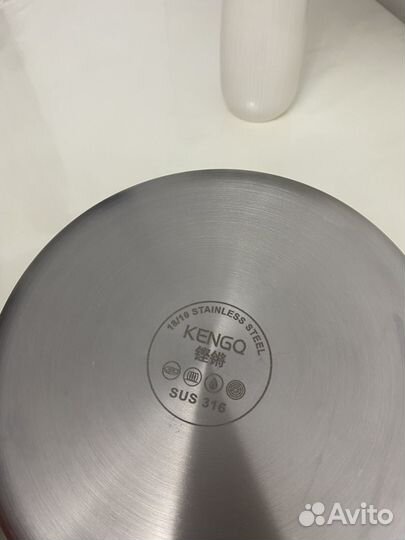 18/10 STAINLESS STEEL
KENGQ
铿锵
SUS 316
Avito